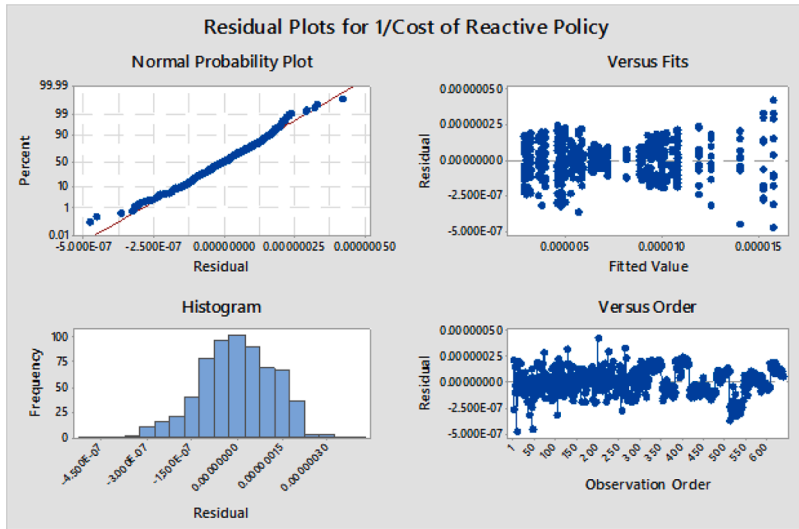 Residual Plots for 1/Cost of Reactive Policy
Normal Probability Plot
99.99
99
90
50
10
1
0.01
Percent
-5.000E-07 -2.500E-07 0.00000000 0.00000025 0.00000050
Residual
Versus Fits
0.00000050
0.00000025
0.00000000
-2.500E-07
-5.000E-07
Residual
0.000005 0.000010 0.000015
Fitted Value
Histogram
100
75
50
25
0
Frequency
-4.500E-07 -3.000E-07 -1.500E-07 0.00000000 0.00000015 0.00000030
Residual
Versus Order
0.00000050
0.00000025
0.00000000
-2.500E-07
-5.000E-07
Residual
1 50 100 150 200 250 300 350 400 450 500 550 600
Observation Order